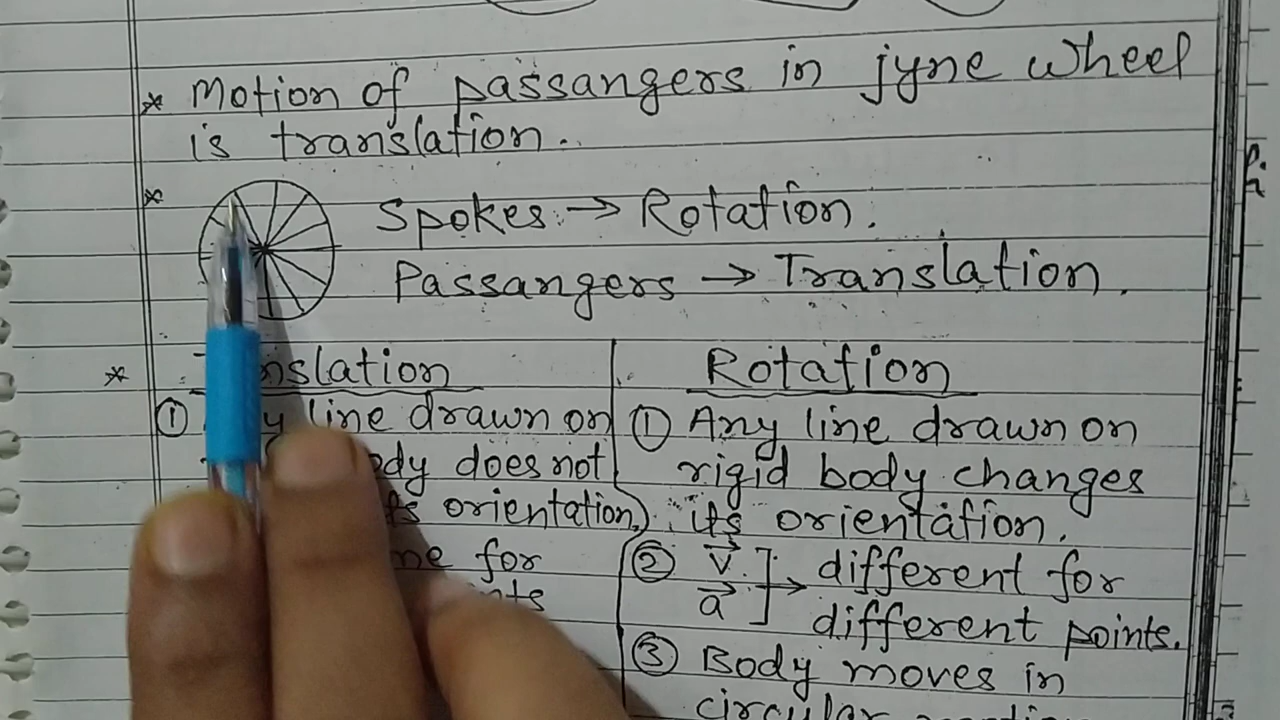 * Motion of passangers in jyne wheel
is translation.
* Spokes → Rotation.
Passangers → Translation.
* nslation
① line drawn on
ody does not
orientation,
for
Rotation
① Any line drawn on
rigid body changes
its orientation.
② v⃗
a⃗ ] → different for
different points.
③ Body moves in
circular